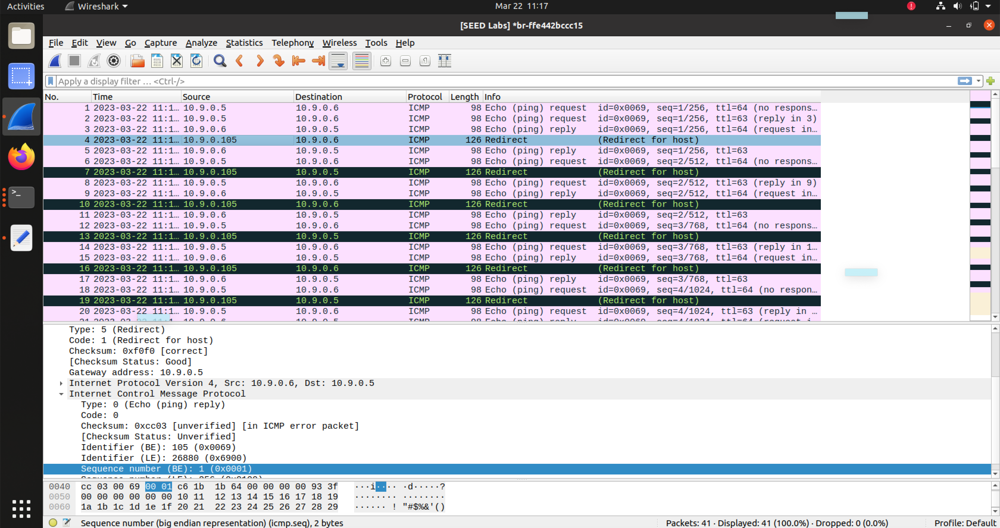 Activities Wireshark Mar 22 11:17
[SEED Labs] *br-ffe442bccc15
File Edit View Go Capture Analyze Statistics Telephony Wireless Tools Help
Apply a display filter … <Ctrl-/>
No. Time Source Destination Protocol Length Info
1 2023-03-22 11:1… 10.9.0.5 10.9.0.6 ICMP 98 Echo (ping) request id=0x0069, seq=1/256, ttl=64 (no respons…
2 2023-03-22 11:1… 10.9.0.5 10.9.0.6 ICMP 98 Echo (ping) request id=0x0069, seq=1/256, ttl=63 (reply in 3)
3 2023-03-22 11:1… 10.9.0.6 10.9.0.5 ICMP 98 Echo (ping) reply id=0x0069, seq=1/256, ttl=64 (request in…
4 2023-03-22 11:1… 10.9.0.105 10.9.0.6 ICMP 126 Redirect (Redirect for host)
5 2023-03-22 11:1… 10.9.0.6 10.9.0.5 ICMP 98 Echo (ping) reply id=0x0069, seq=1/256, ttl=63
6 2023-03-22 11:1… 10.9.0.5 10.9.0.6 ICMP 98 Echo (ping) request id=0x0069, seq=2/512, ttl=64 (no respons…
7 2023-03-22 11:1… 10.9.0.105 10.9.0.5 ICMP 126 Redirect (Redirect for host)
8 2023-03-22 11:1… 10.9.0.5 10.9.0.6 ICMP 98 Echo (ping) request id=0x0069, seq=2/512, ttl=63 (reply in 9)
9 2023-03-22 11:1… 10.9.0.6 10.9.0.5 ICMP 98 Echo (ping) reply id=0x0069, seq=2/512, ttl=64 (request in…
10 2023-03-22 11:1… 10.9.0.105 10.9.0.6 ICMP 126 Redirect (Redirect for host)
11 2023-03-22 11:1… 10.9.0.6 10.9.0.5 ICMP 98 Echo (ping) reply id=0x0069, seq=2/512, ttl=63
12 2023-03-22 11:1… 10.9.0.5 10.9.0.6 ICMP 98 Echo (ping) request id=0x0069, seq=3/768, ttl=64 (no respons…
13 2023-03-22 11:1… 10.9.0.105 10.9.0.5 ICMP 126 Redirect (Redirect for host)
14 2023-03-22 11:1… 10.9.0.5 10.9.0.6 ICMP 98 Echo (ping) request id=0x0069, seq=3/768, ttl=63 (reply in 1…
15 2023-03-22 11:1… 10.9.0.6 10.9.0.5 ICMP 98 Echo (ping) reply id=0x0069, seq=3/768, ttl=64 (request in…
16 2023-03-22 11:1… 10.9.0.105 10.9.0.6 ICMP 126 Redirect (Redirect for host)
17 2023-03-22 11:1… 10.9.0.6 10.9.0.5 ICMP 98 Echo (ping) reply id=0x0069, seq=3/768, ttl=63
18 2023-03-22 11:1… 10.9.0.5 10.9.0.6 ICMP 98 Echo (ping) request id=0x0069, seq=4/1024, ttl=64 (no respon…
19 2023-03-22 11:1… 10.9.0.105 10.9.0.5 ICMP 126 Redirect (Redirect for host)
20 2023-03-22 11:1… 10.9.0.5 10.9.0.6 ICMP 98 Echo (ping) request id=0x0069, seq=4/1024, ttl=63 (reply in …
Type: 5 (Redirect)
Code: 1 (Redirect for host)
Checksum: 0xf0f0 [correct]
[Checksum Status: Good]
Gateway address: 10.9.0.5
Internet Protocol Version 4, Src: 10.9.0.6, Dst: 10.9.0.5
Internet Control Message Protocol
Type: 0 (Echo (ping) reply)
Code: 0
Checksum: 0xcc03 [unverified] [in ICMP error packet]
[Checksum Status: Unverified]
Identifier (BE): 105 (0x0069)
Identifier (LE): 26880 (0x6900)
Sequence number (BE): 1 (0x0001)
0040 cc 03 00 69 00 01 c6 1b 1b 64 00 00 00 00 93 3f ···i···· ·d·····?
0050 00 00 00 00 00 00 10 11 12 13 14 15 16 17 18 19 ········ ········
0060 1a 1b 1c 1d 1e 1f 20 21 22 23 24 25 26 27 28 29 ······ ! "#$%&'()
Sequence number (big endian representation) (icmp.seq), 2 bytes Packets: 41 · Displayed: 41 (100.0%) · Dropped: 0 (0.0%) Profile: Default